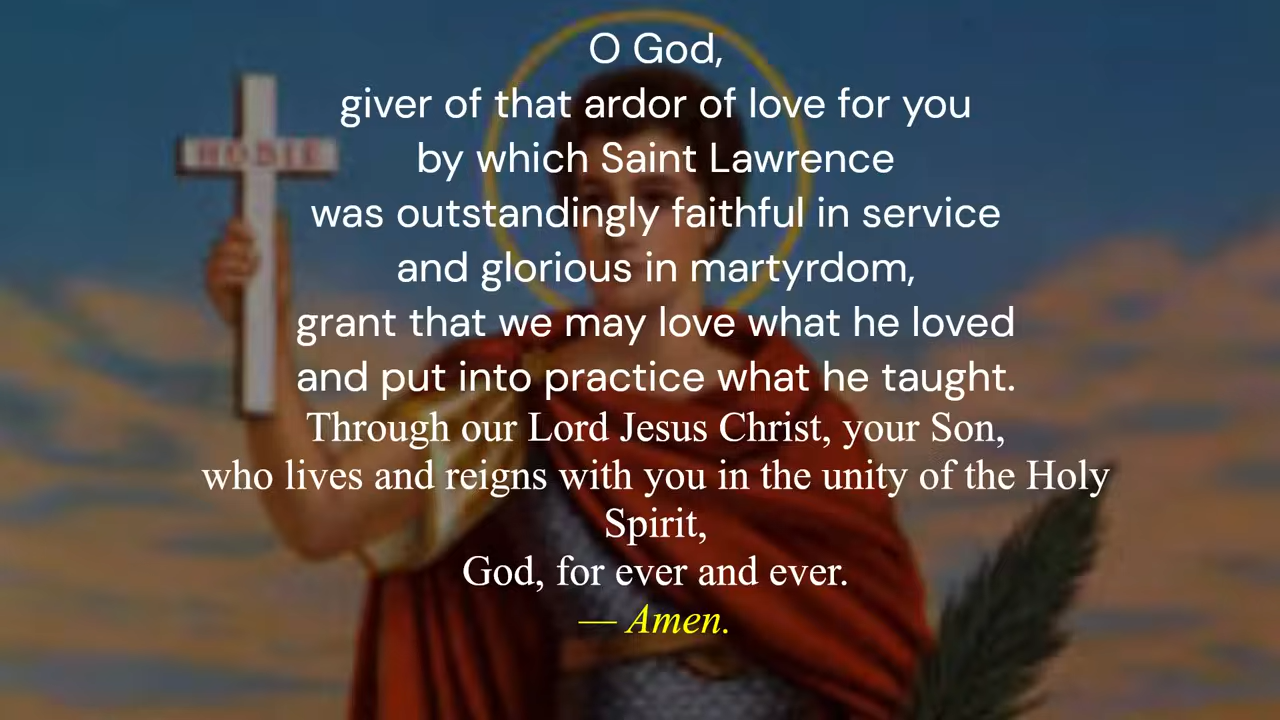 O God,
giver of that ardor of love for you
by which Saint Lawrence
was outstandingly faithful in service
and glorious in martyrdom,
grant that we may love what he loved
and put into practice what he taught.
Through our Lord Jesus Christ, your Son,
who lives and reigns with you in the unity of the Holy
Spirit,
God, for ever and ever.
— Amen.
HODIE